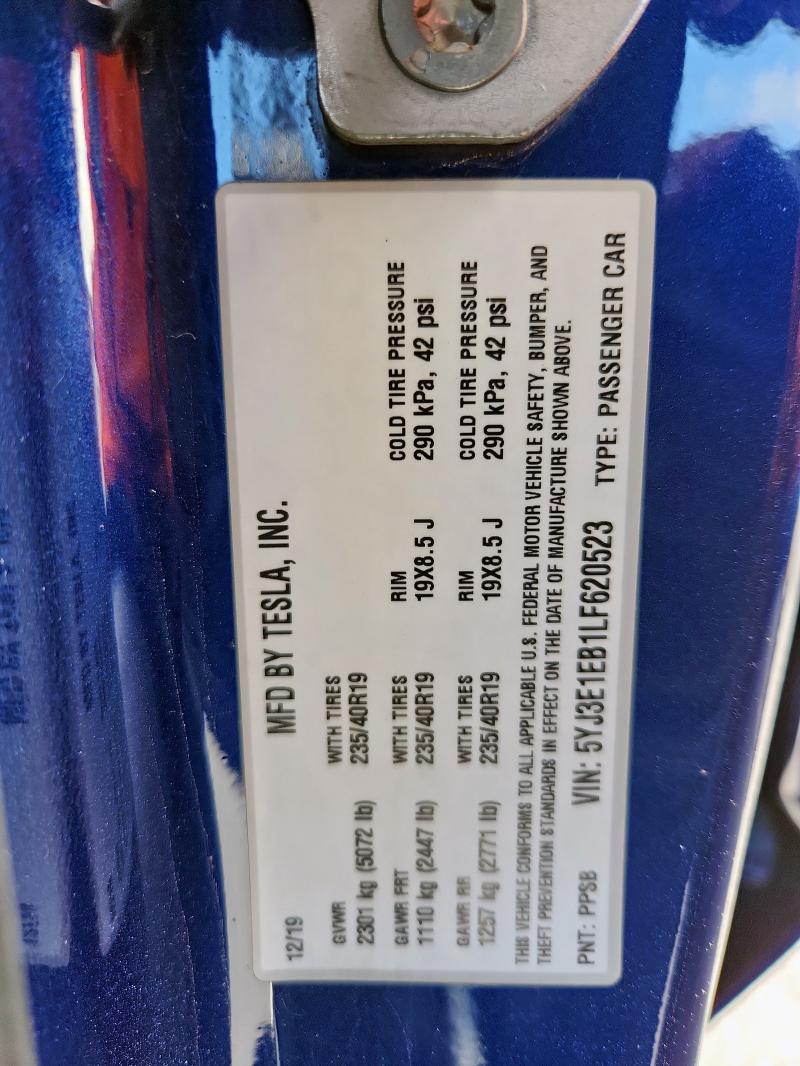 MFD BY TESLA, INC.
12/19
GVWR WITH TIRES
2301 kg (5072 lb) 235/40R19
GAWR FRT WITH TIRES RIM COLD TIRE PRESSURE
1110 kg (2447 lb) 235/40R19 19X8.5 J 290 kPa, 42 psi
GAWR RR WITH TIRES RIM COLD TIRE PRESSURE
1257 kg (2771 lb) 235/40R19 19X8.5 J 290 kPa, 42 psi
THIS VEHICLE CONFORMS TO ALL APPLICABLE U.S. FEDERAL MOTOR VEHICLE SAFETY, BUMPER, AND
THEFT PREVENTION STANDARDS IN EFFECT ON THE DATE OF MANUFACTURE SHOWN ABOVE.
PNT: PPSB VIN: 5YJ3E1EB1LF620523 TYPE: PASSENGER CAR